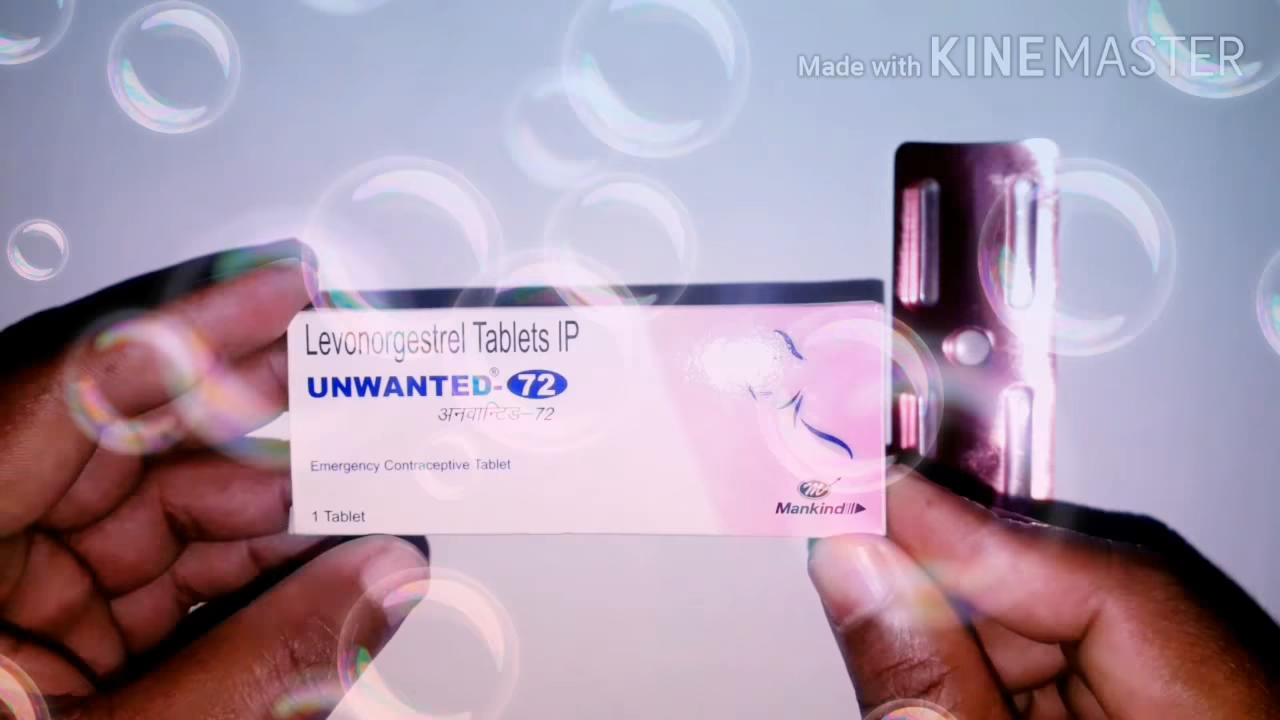 Made with KINEMASTER
Levonorgestrel Tablets IP
UNWANTED®-72
अनवान्टिड-72
Emergency Contraceptive Tablet
1 Tablet
Mankind